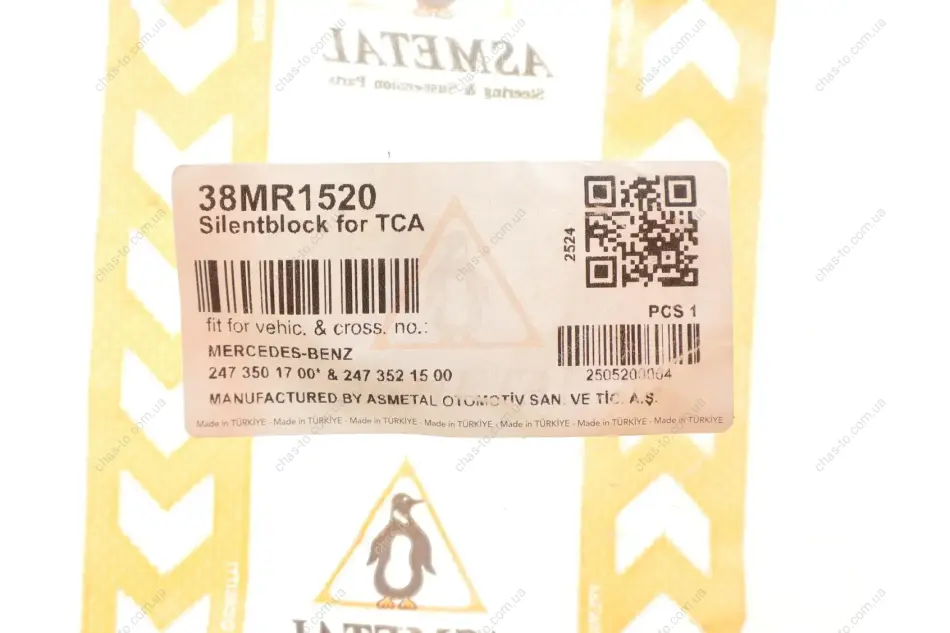 ASMETAL
Steering & Suspension Parts
38MR1520
Silentblock for TCA
2524
PCS 1
fit for vehic. & cross. no.:
MERCEDES-BENZ
247 350 17 00* & 247 352 15 00
2505200064
MANUFACTURED BY ASMETAL OTOMOTİV SAN. VE TİC. A.Ş.
Made in TÜRKİYE - Made in TÜRKİYE - Made in TÜRKİYE - Made in TÜRKİYE - Made in TÜRKİYE - Made in TÜRKİYE - Made in TÜRKİYE
ASMETAL
chas-to.com.ua